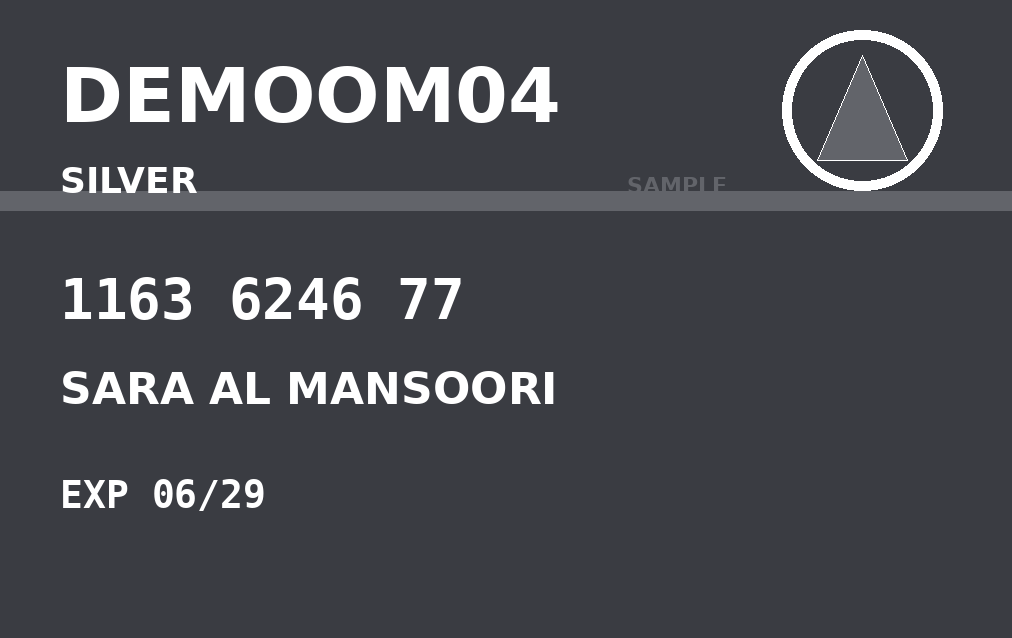 DEMOOM04
SILVER
SAMPLE
1163 6246 77
SARA AL MANSOORI
EXP 06/29